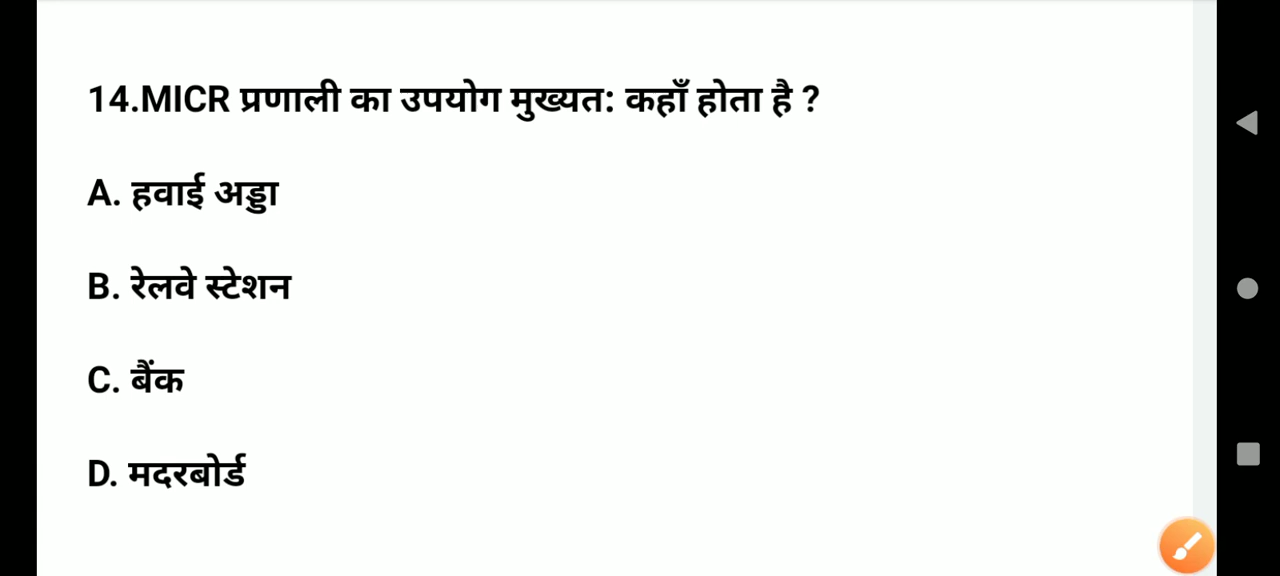 14.MICR प्रणाली का उपयोग मुख्यत: कहाँ होता है ?
A. हवाई अड्डा
B. रेलवे स्टेशन
C. बैंक
D. मदरबोर्ड